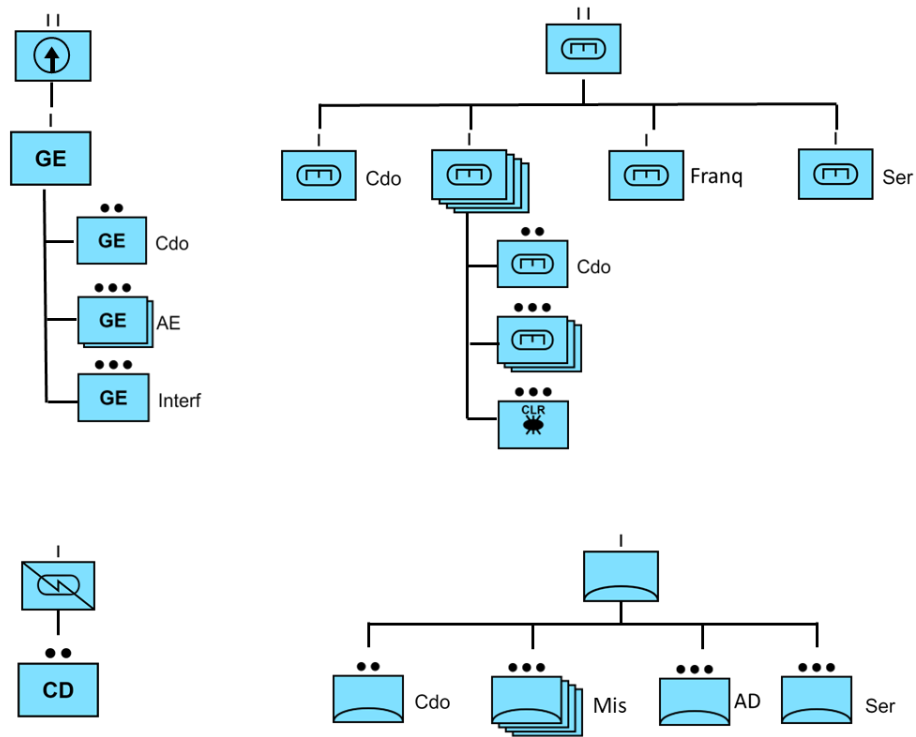 GE
GE Cdo
GE AE
GE Interf
Cdo
Franq
Ser
Cdo
CLR
CD
Cdo
Mis
AD
Ser